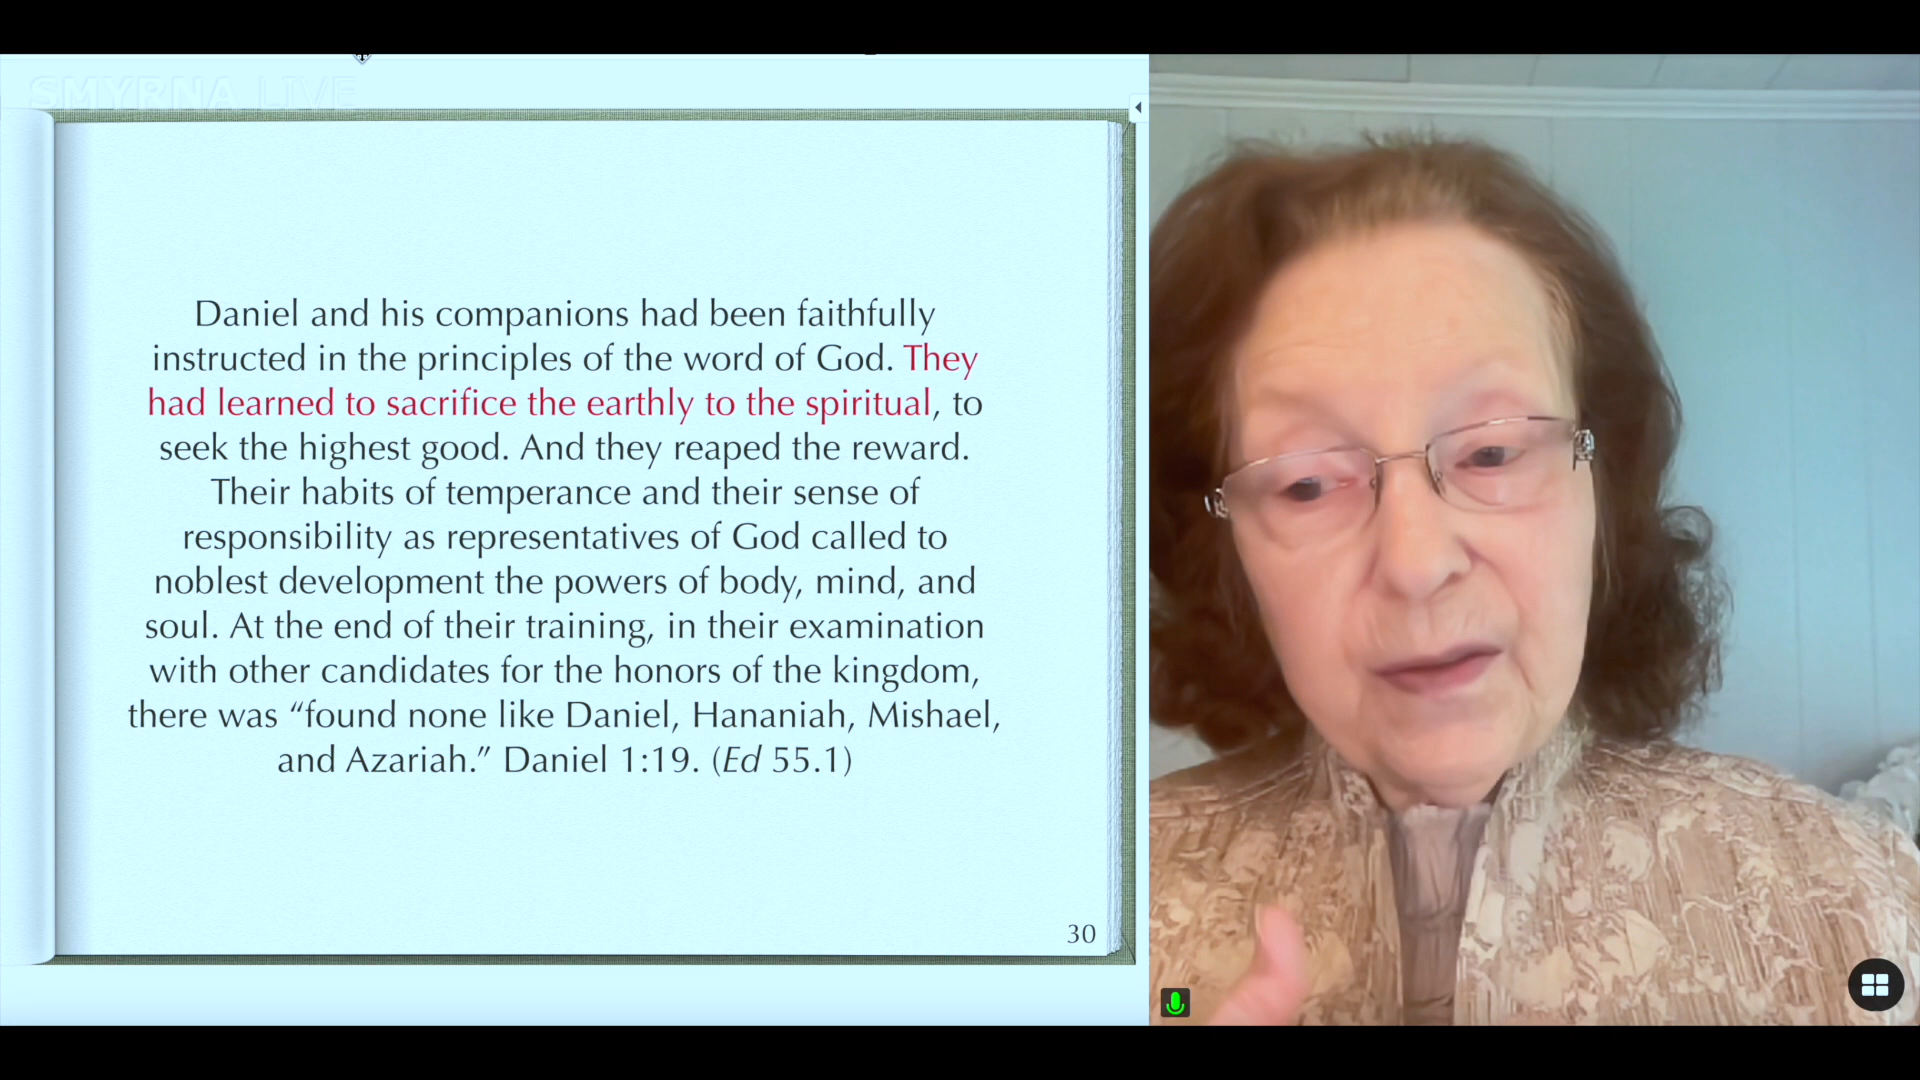 SMYRNA LIVE
Daniel and his companions had been faithfully
instructed in the principles of the word of God. They
had learned to sacrifice the earthly to the spiritual, to
seek the highest good. And they reaped the reward.
Their habits of temperance and their sense of
responsibility as representatives of God called to
noblest development the powers of body, mind, and
soul. At the end of their training, in their examination
with other candidates for the honors of the kingdom,
there was “found none like Daniel, Hananiah, Mishael,
and Azariah.” Daniel 1:19. (Ed 55.1)
30